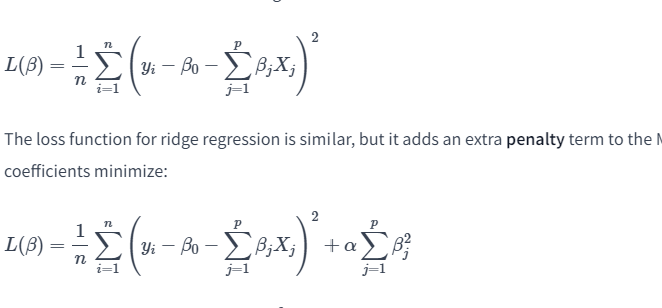 L(β) = 1/n ∑_{i=1}^{n} (y_i − β_0 − ∑_{j=1}^{p} β_j X_j)^2
The loss function for ridge regression is similar, but it adds an extra penalty term to the
coefficients minimize:
L(β) = 1/n ∑_{i=1}^{n} (y_i − β_0 − ∑_{j=1}^{p} β_j X_j)^2 + α ∑_{j=1}^{p} β_j^2